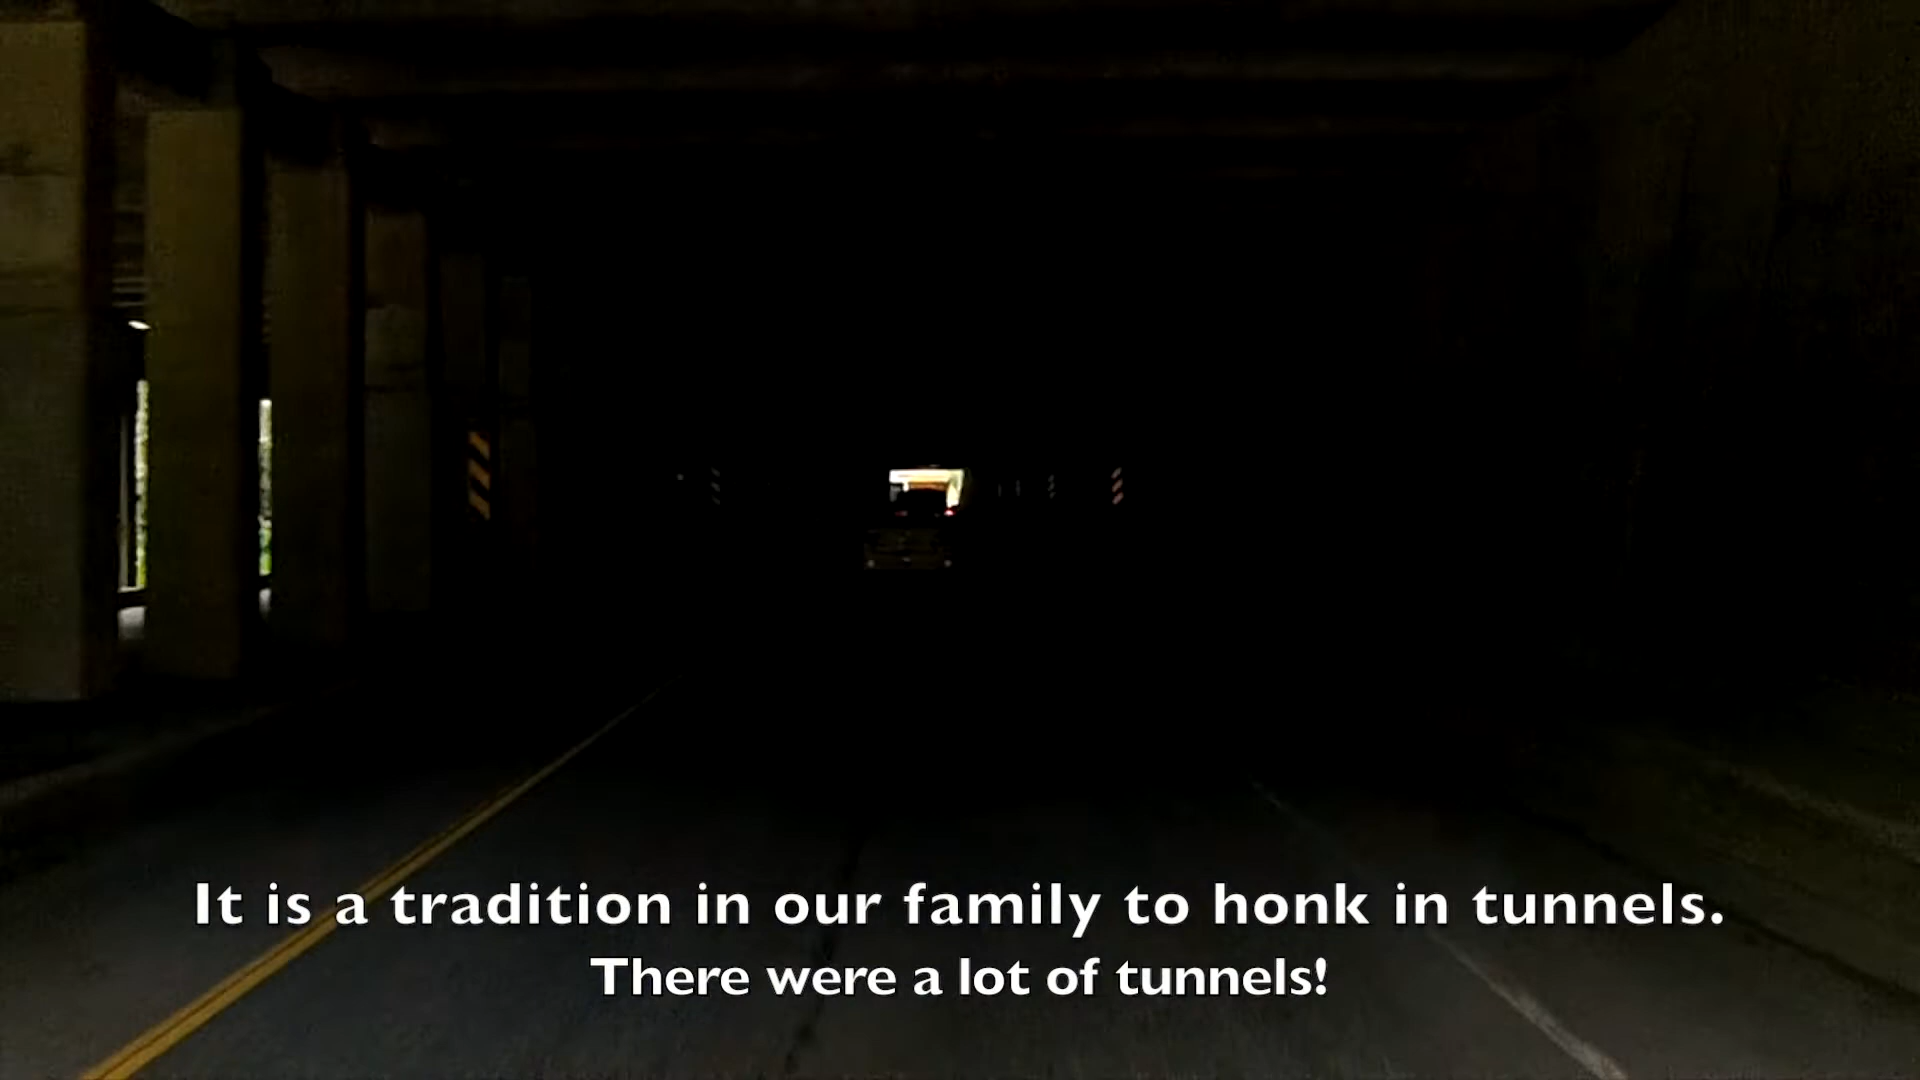 It is a tradition in our family to honk in tunnels.
There were a lot of tunnels!